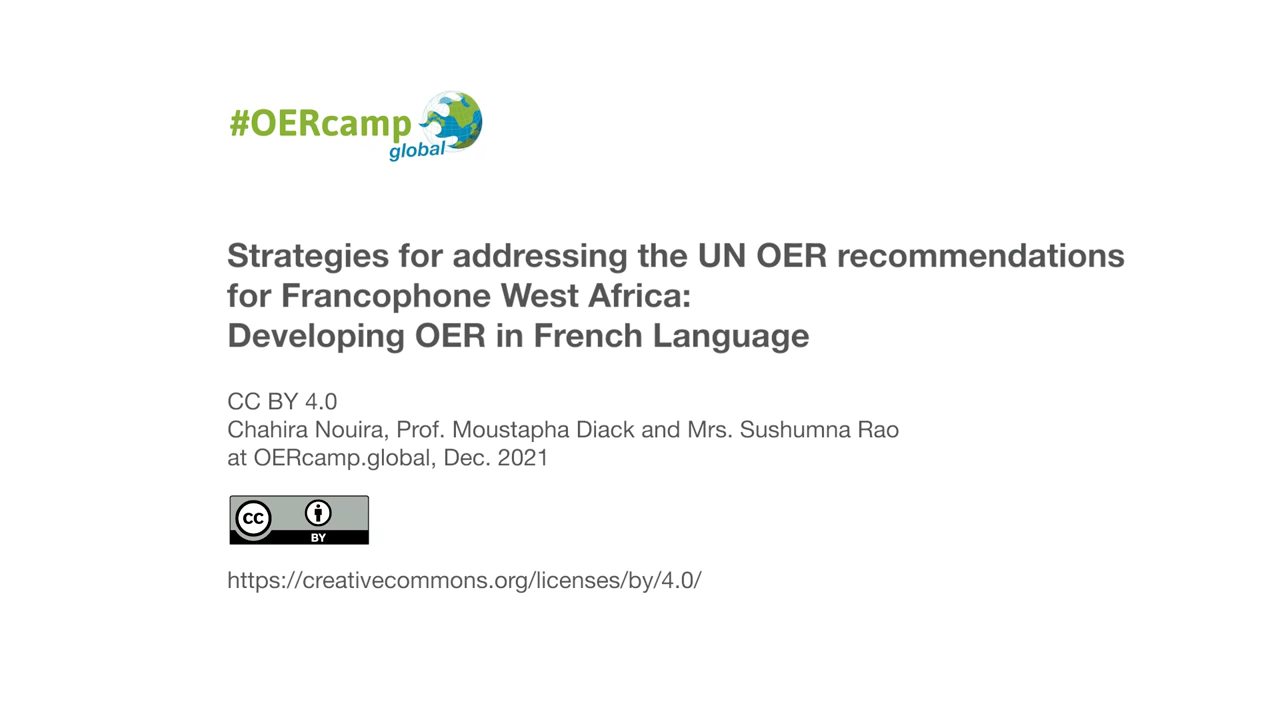 #OERcamp
global
Strategies for addressing the UN OER recommendations
for Francophone West Africa:
Developing OER in French Language
CC BY 4.0
Chahira Nouira, Prof. Moustapha Diack and Mrs. Sushumna Rao
at OERcamp.global, Dec. 2021
CC
BY
https://creativecommons.org/licenses/by/4.0/